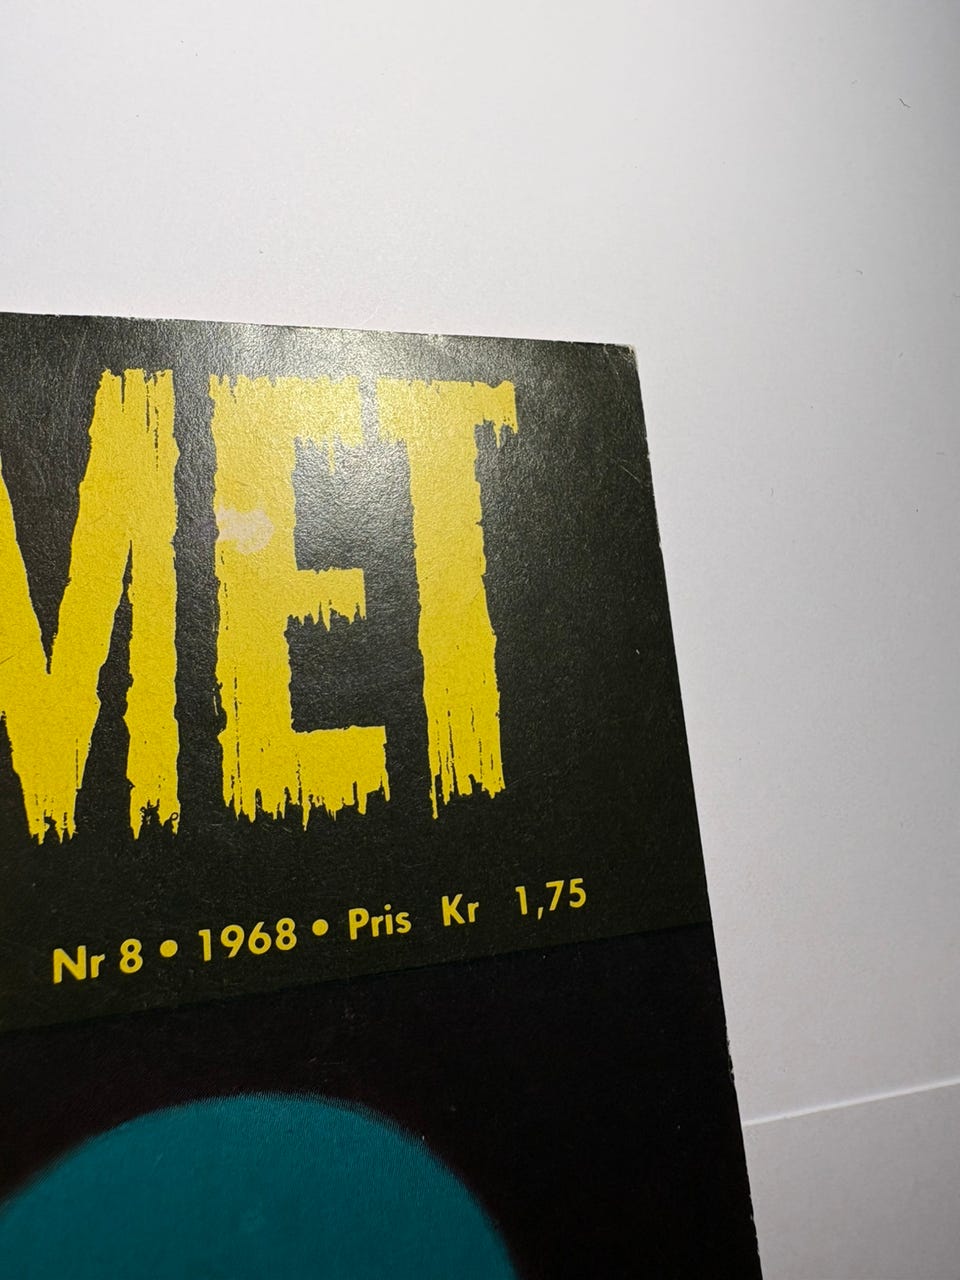 MET
Nr 8 • 1968 • Pris Kr 1,75